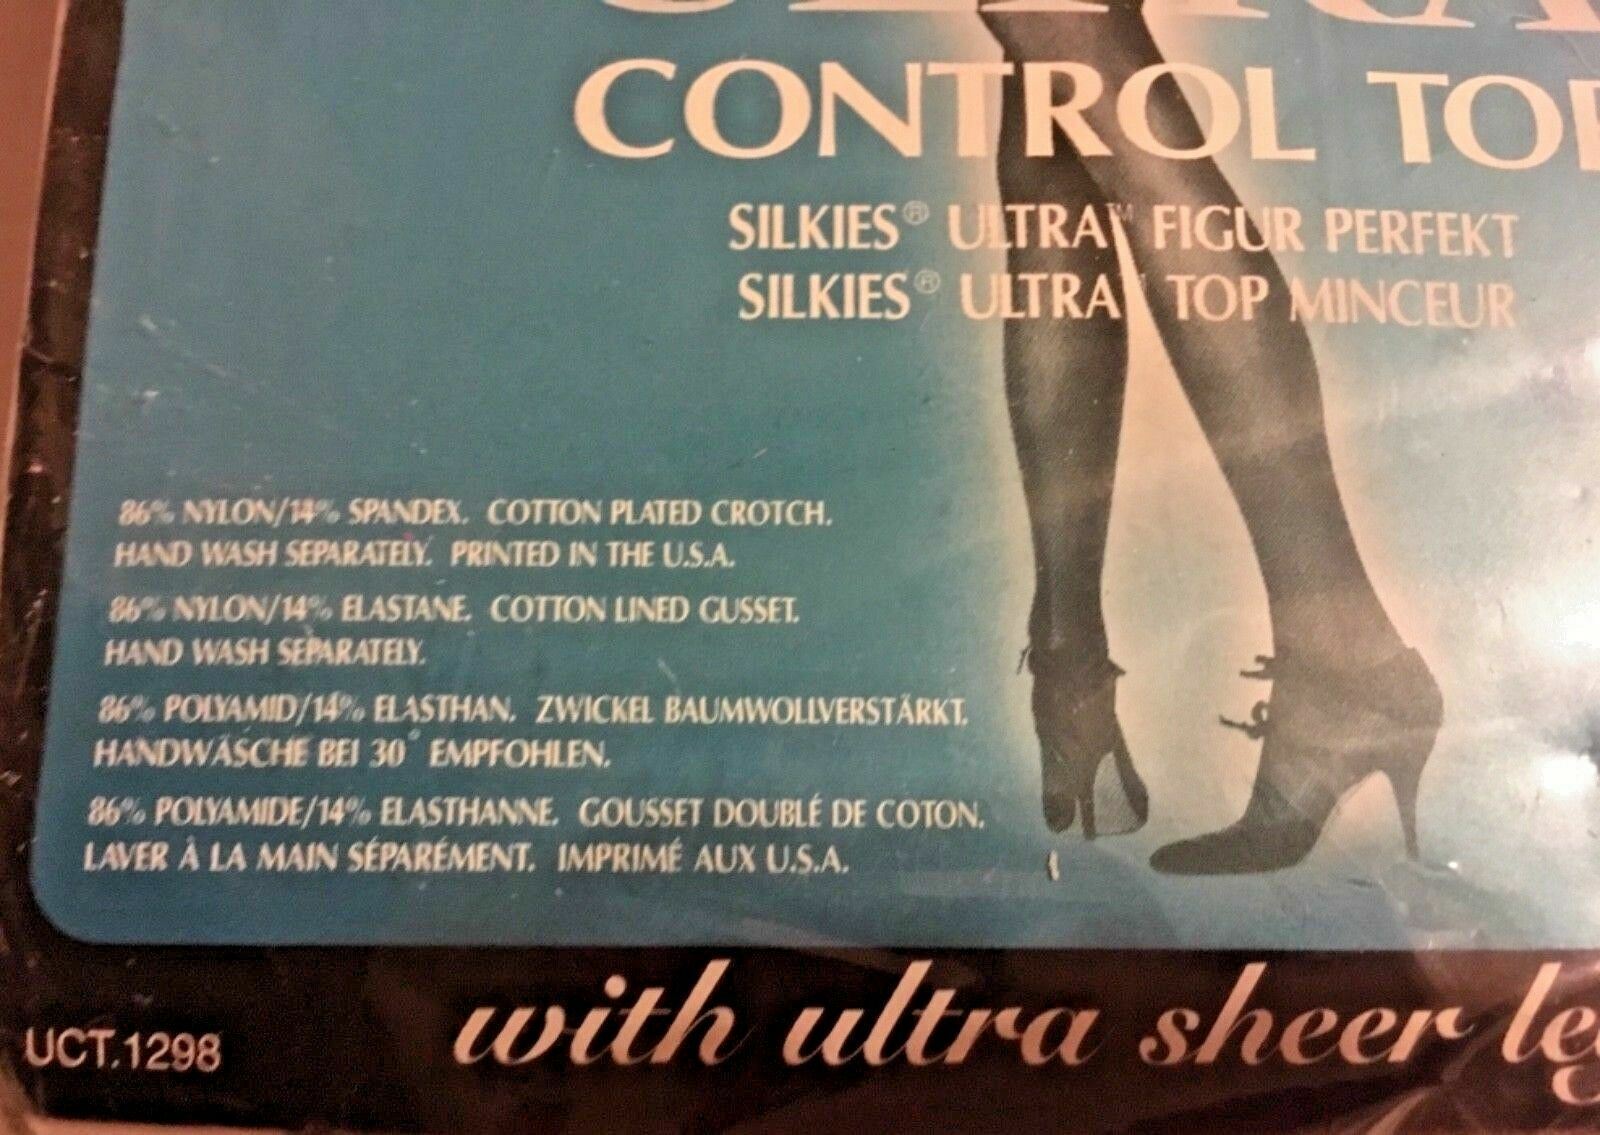 ULTRA
CONTROL TOP
SILKIES® ULTRA™ FIGUR PERFEKT
SILKIES® ULTRA™ TOP MINCEUR
86% NYLON/14% SPANDEX. COTTON PLATED CROTCH.
HAND WASH SEPARATELY. PRINTED IN THE U.S.A.
86% NYLON/14% ELASTANE. COTTON LINED GUSSET.
HAND WASH SEPARATELY.
86% POLYAMID/14% ELASTHAN. ZWICKEL BAUMWOLLVERSTÄRKT.
HANDWÄSCHE BEI 30° EMPFOHLEN.
86% POLYAMIDE/14% ELASTHANNE. GOUSSET DOUBLÉ DE COTON.
LAVER À LA MAIN SÉPARÉMENT. IMPRIMÉ AUX U.S.A.
with ultra sheer
UCT.1298